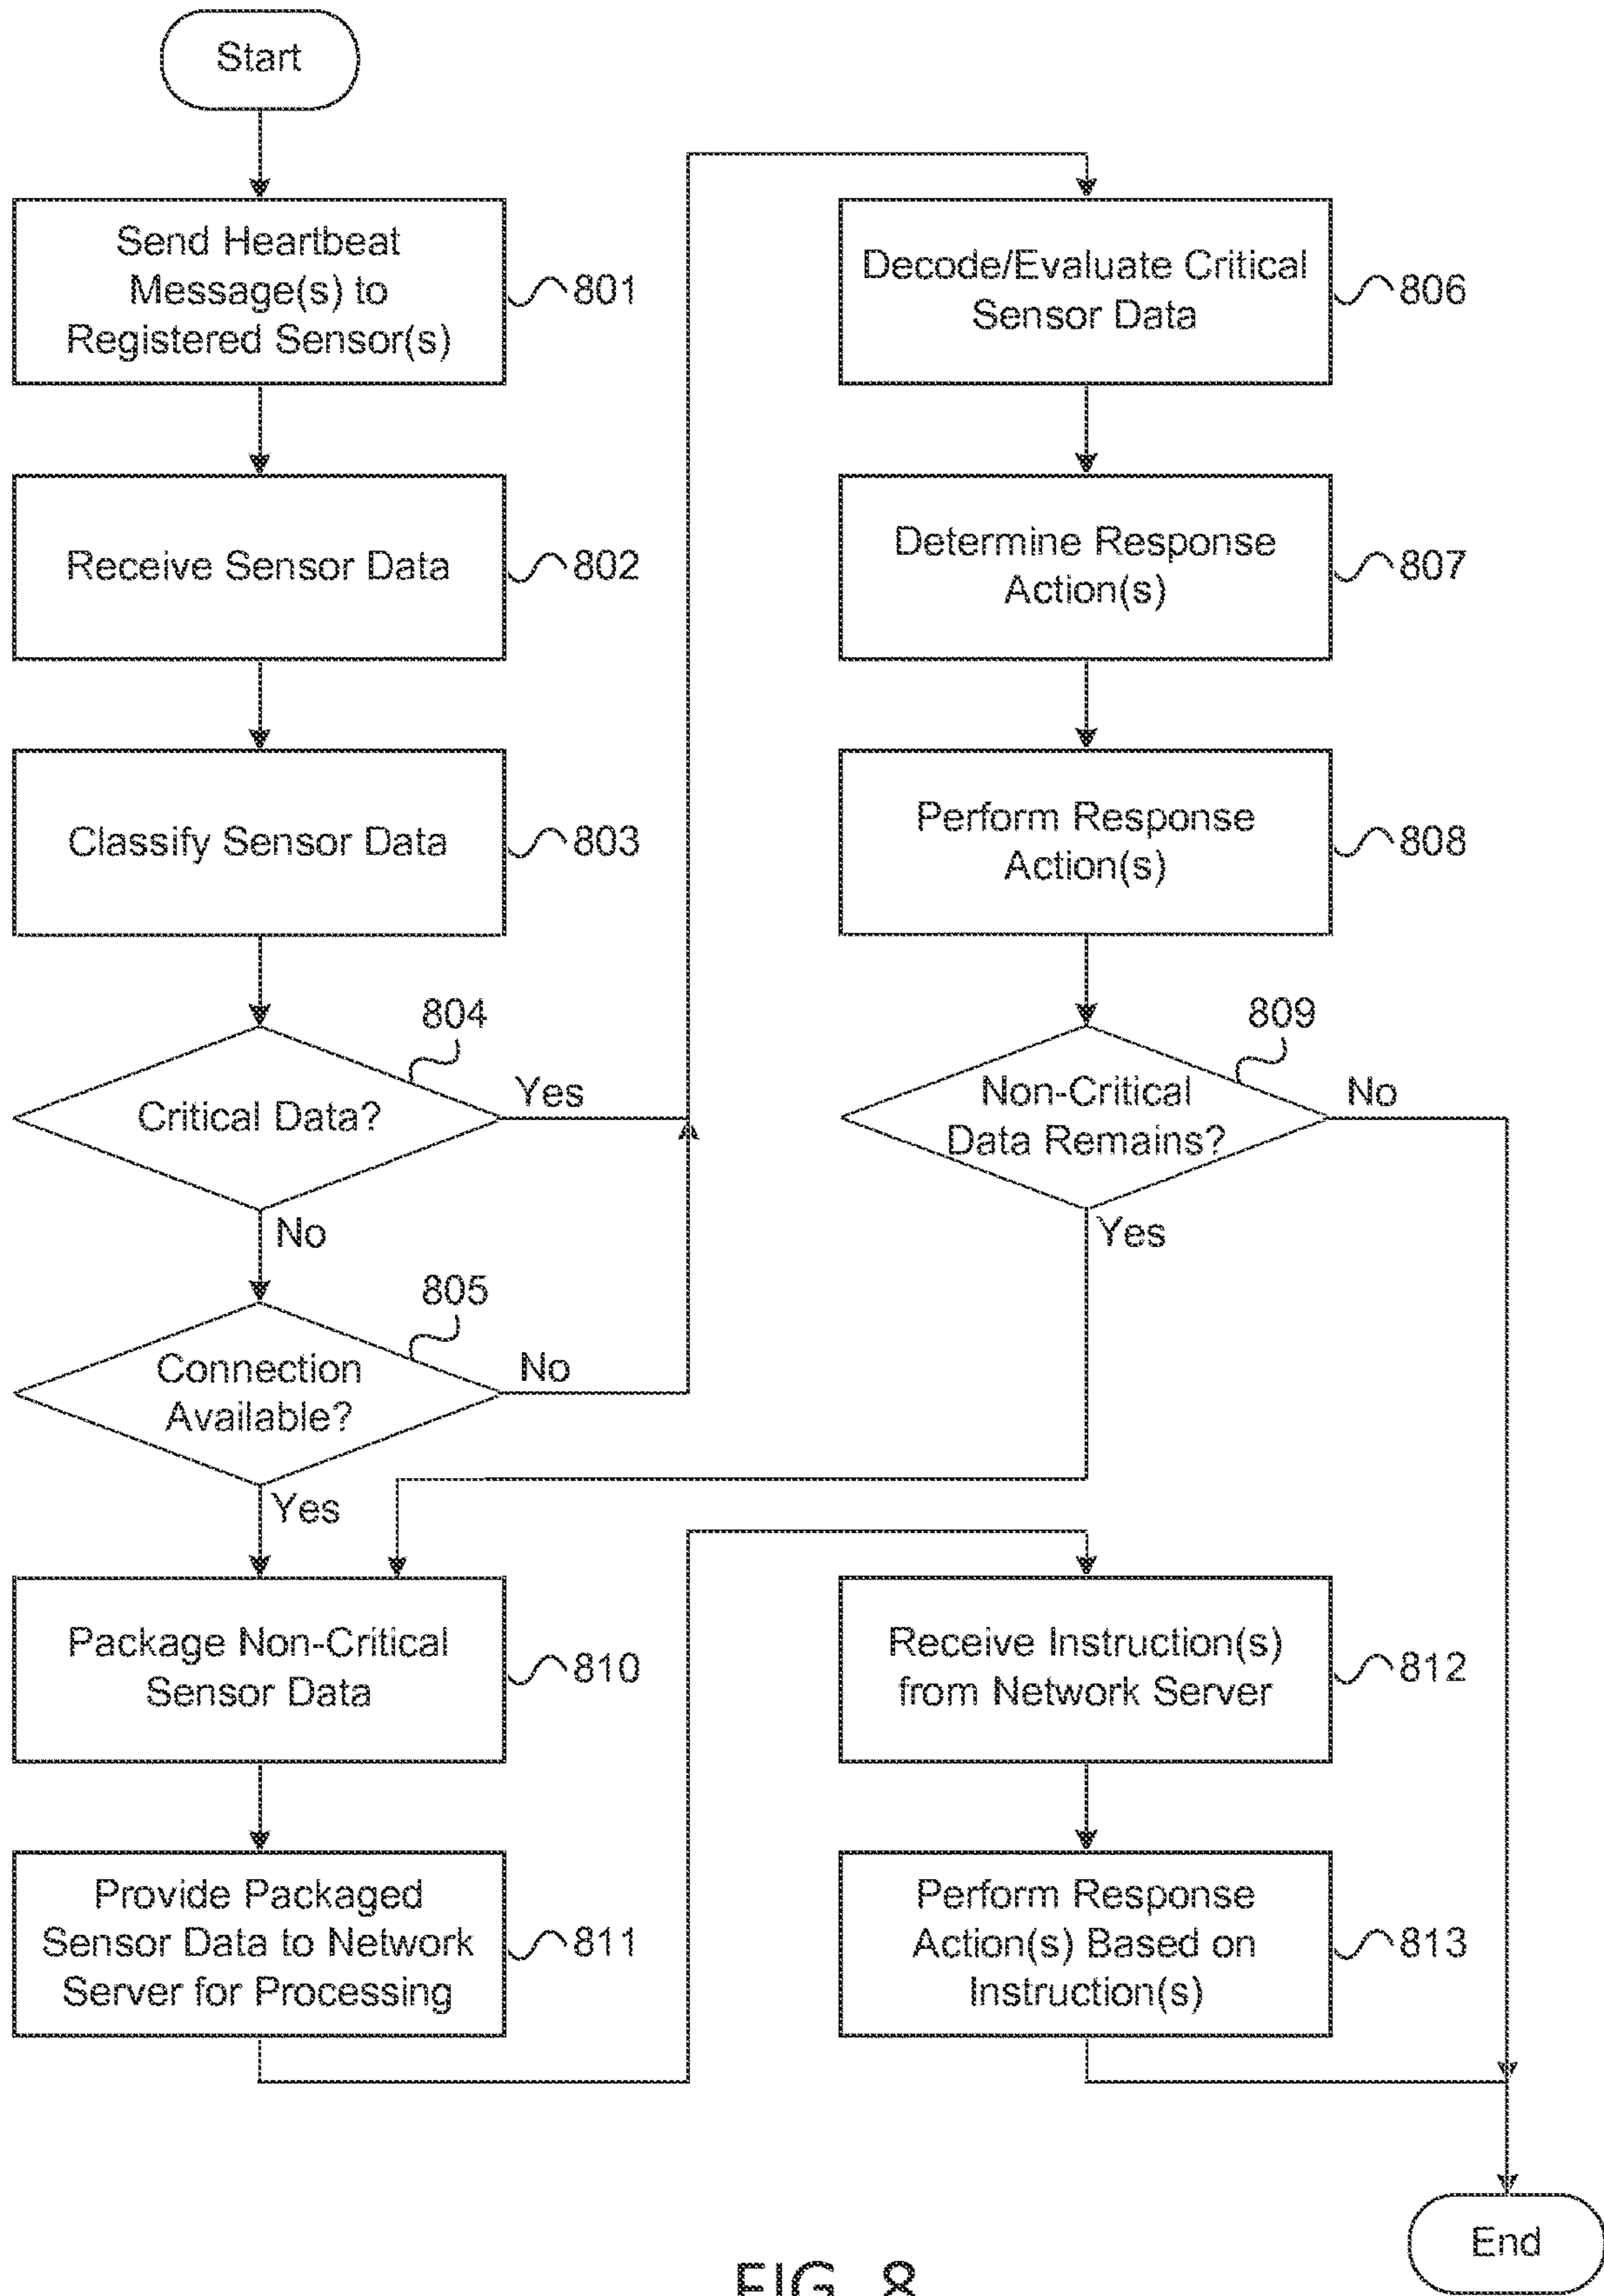 Start
Send Heartbeat
Message(s) to
Registered Sensor(s)
801
Receive Sensor Data
802
Classify Sensor Data
803
804
Critical Data?
Yes
No
805
Connection
Available?
No
Yes
Decode/Evaluate Critical
Sensor Data
806
Determine Response
Action(s)
807
Perform Response
Action(s)
808
809
Non-Critical
Data Remains?
No
Yes
Package Non-Critical
Sensor Data
810
Provide Packaged
Sensor Data to Network
Server for Processing
811
Receive Instruction(s)
from Network Server
812
Perform Response
Action(s) Based on
Instruction(s)
813
End
FIG. 8